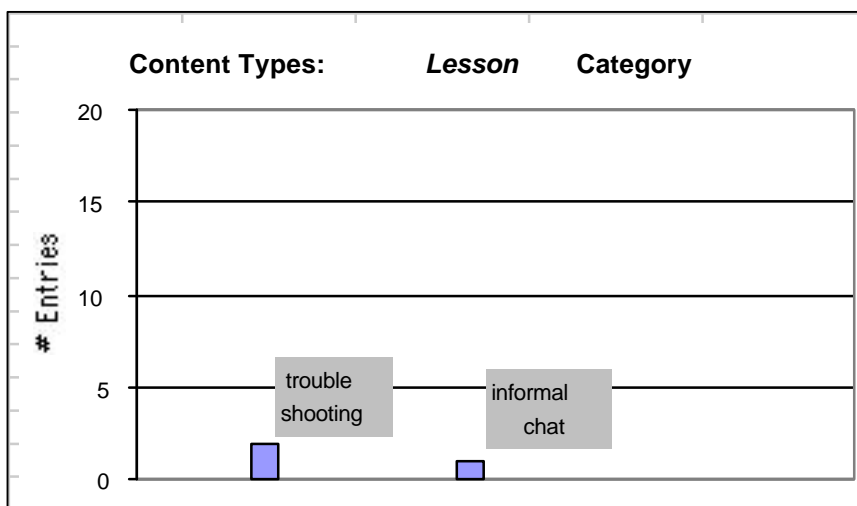 Content Types: Lesson Category
20
15
10
5
0
# Entries
trouble
shooting
informal
chat